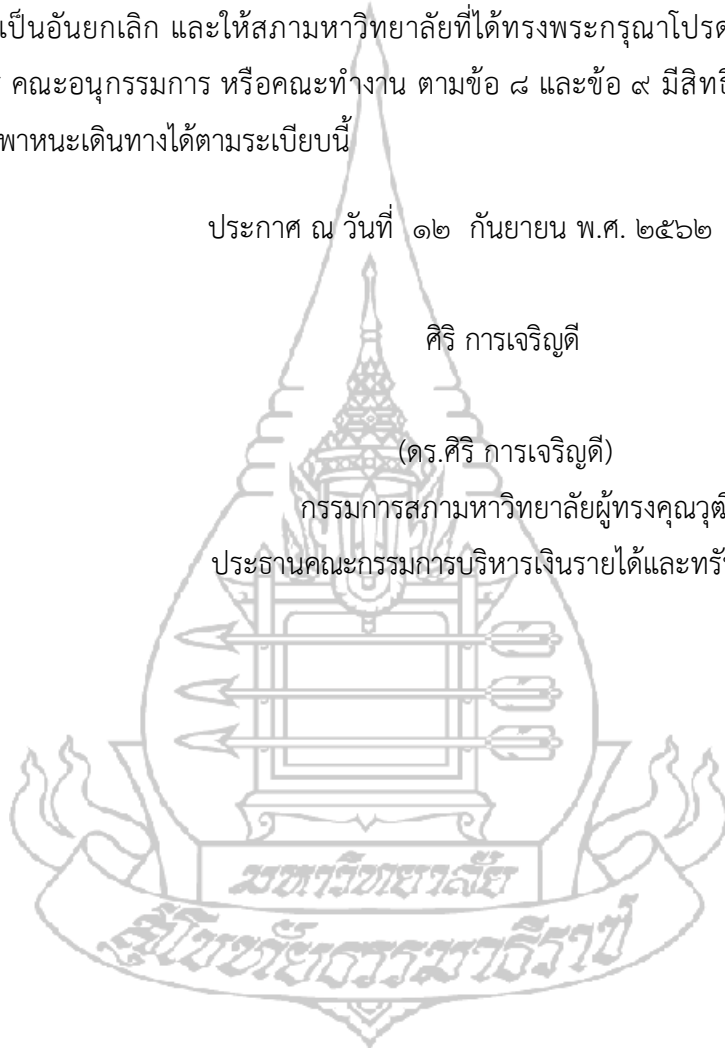 เป็นอันยกเลิก และให้สภามหาวิทยาลัยที่ได้ทรงพระกรุณาโปรด
คณะอนุกรรมการ หรือคณะทำงาน ตามข้อ ๘ และข้อ ๙ มีสิทธิ
พาหนะเดินทางได้ตามระเบียบนี้
ประกาศ ณ วันที่ ๑๒ กันยายน พ.ศ. ๒๕๖๒
ศิริ การเจริญดี
(ดร.ศิริ การเจริญดี)
กรรมการสภามหาวิทยาลัยผู้ทรงคุณวุฒิ
ประธานคณะกรรมการบริหารเงินรายได้และทรั
มหาวิทยาลัย
สุโขทัยธรรมาธิราช